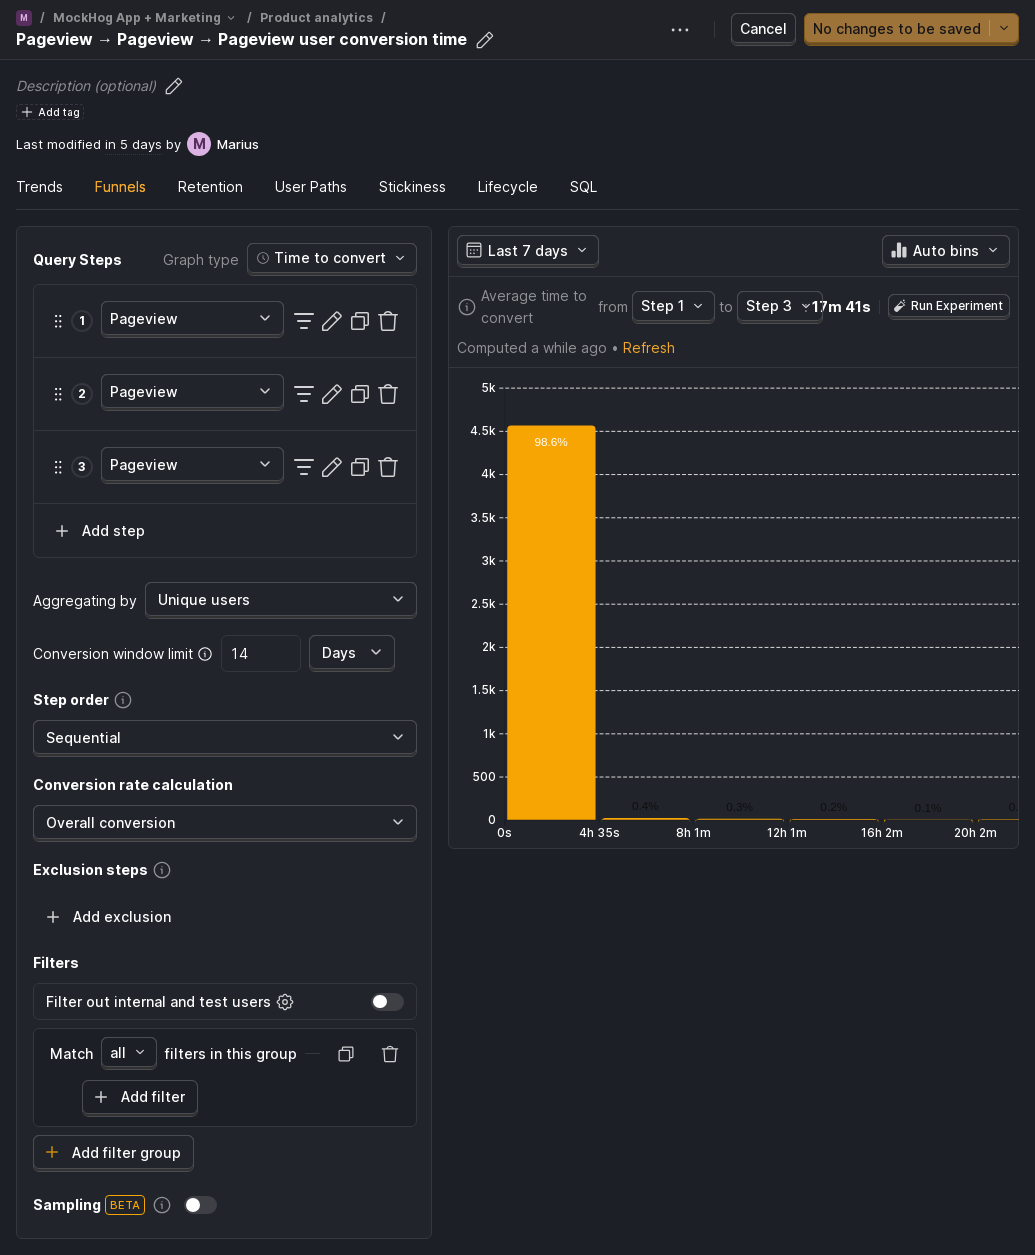 M / MockHog App + Marketing / Product analytics /
Pageview → Pageview → Pageview user conversion time
Cancel
No changes to be saved
Description (optional)
Add tag
Last modified in 5 days by M Marius
Trends Funnels Retention User Paths Stickiness Lifecycle SQL
Query Steps
Graph type Time to convert
1 Pageview
2 Pageview
3 Pageview
Add step
Aggregating by Unique users
Conversion window limit 14 Days
Step order
Sequential
Conversion rate calculation
Overall conversion
Exclusion steps
Add exclusion
Filters
Filter out internal and test users
Match all filters in this group
Add filter
Add filter group
Sampling BETA
Last 7 days
Auto bins
Average time to
convert
from Step 1 to Step 3 17m 41s
Run Experiment
Computed a while ago • Refresh
5k
4.5k
98.6%
4k
3.5k
3k
2.5k
2k
1.5k
1k
500
0.4% 0.3% 0.2% 0.1% 0.
0
0s 4h 35s 8h 1m 12h 1m 16h 2m 20h 2m